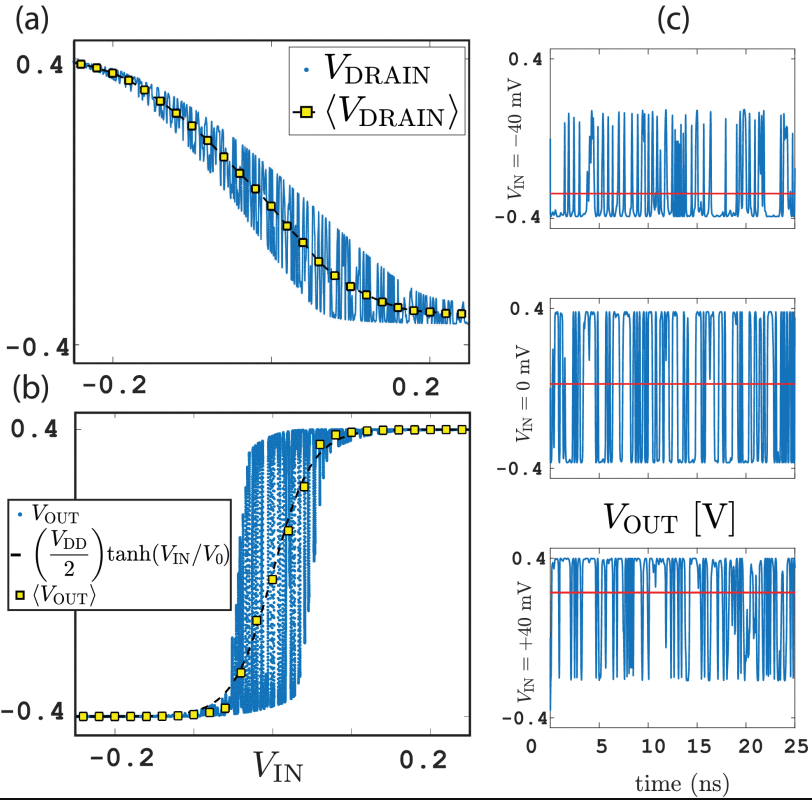 (a)
0.4
V_DRAIN
⟨V_DRAIN⟩
-0.4
-0.2
0.2
(b)
0.4
V_OUT
(V_DD/2) tanh(V_IN/V_0)
⟨V_OUT⟩
-0.4
-0.2
V_IN
0.2
(c)
0.4
V_IN = −40 mV
-0.4
0.4
V_IN = 0 mV
-0.4
V_OUT [V]
0.4
V_IN = +40 mV
-0.4
0 5 10 15 20 25
time (ns)